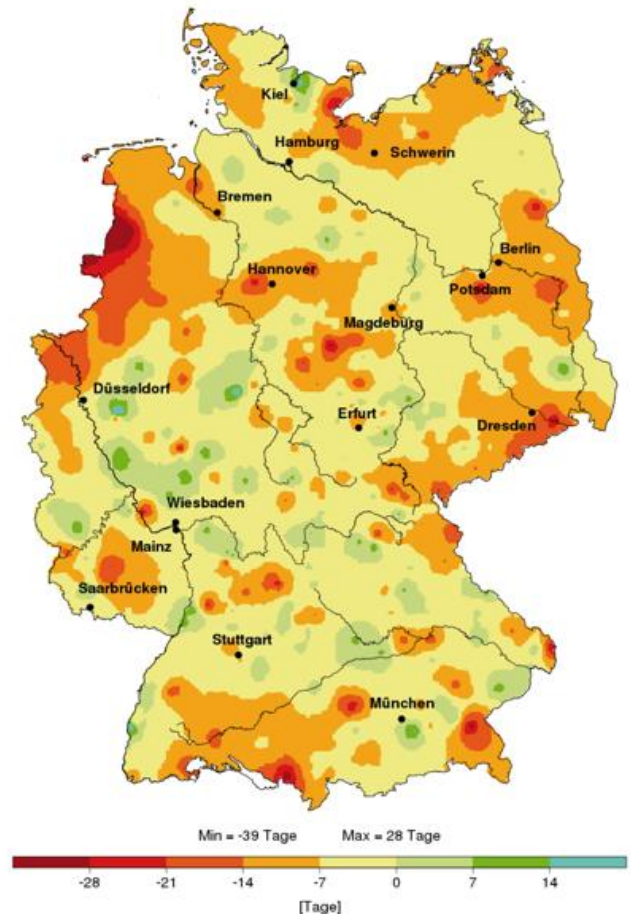 Kiel
Hamburg
Schwerin
Bremen
Berlin
Hannover
Potsdam
Magdeburg
Düsseldorf
Erfurt
Dresden
Wiesbaden
Mainz
Saarbrücken
Stuttgart
München
Min = -39 Tage Max = 28 Tage
-28 -21 -14 -7 0 7 14
[Tage]